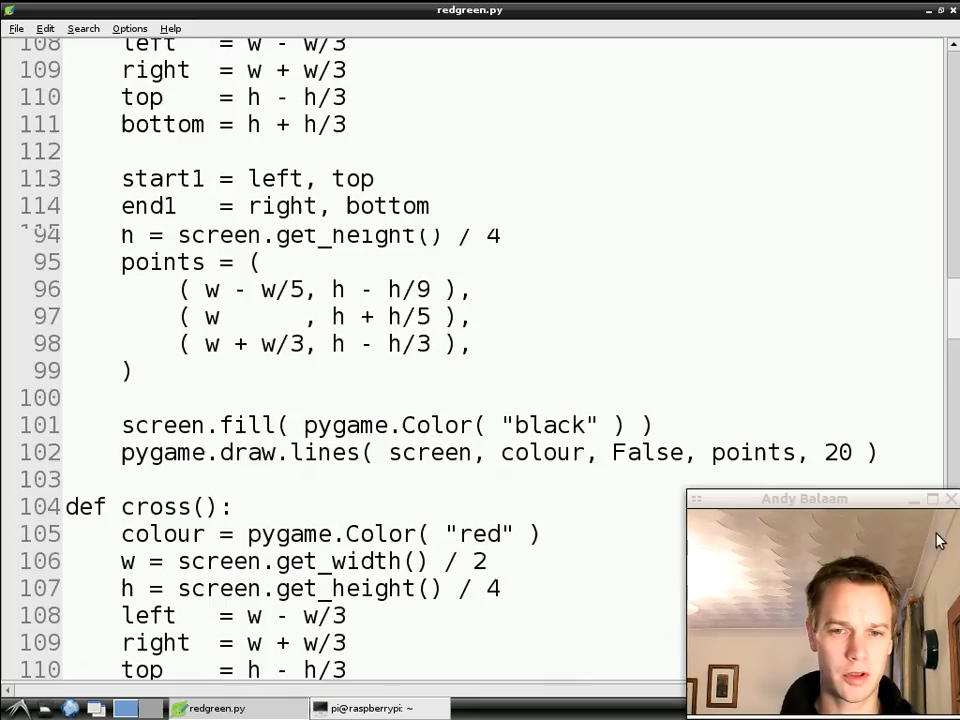 redgreen.py
File Edit Search Options Help
108 left = w - w/3
109 right = w + w/3
110 top = h - h/3
111 bottom = h + h/3
112
113 start1 = left, top
114 end1 = right, bottom
115
94 h = screen.get_height() / 4
95 points = (
96 ( w - w/5, h - h/9 ),
97 ( w , h + h/5 ),
98 ( w + w/3, h - h/3 ),
99 )
100
101 screen.fill( pygame.Color( "black" ) )
102 pygame.draw.lines( screen, colour, False, points, 20 )
103
104 def cross():
105 colour = pygame.Color( "red" )
106 w = screen.get_width() / 2
107 h = screen.get_height() / 4
108 left = w - w/3
109 right = w + w/3
110 top = h - h/3
Andy Balaam
redgreen.py pi@raspberrypi: ~